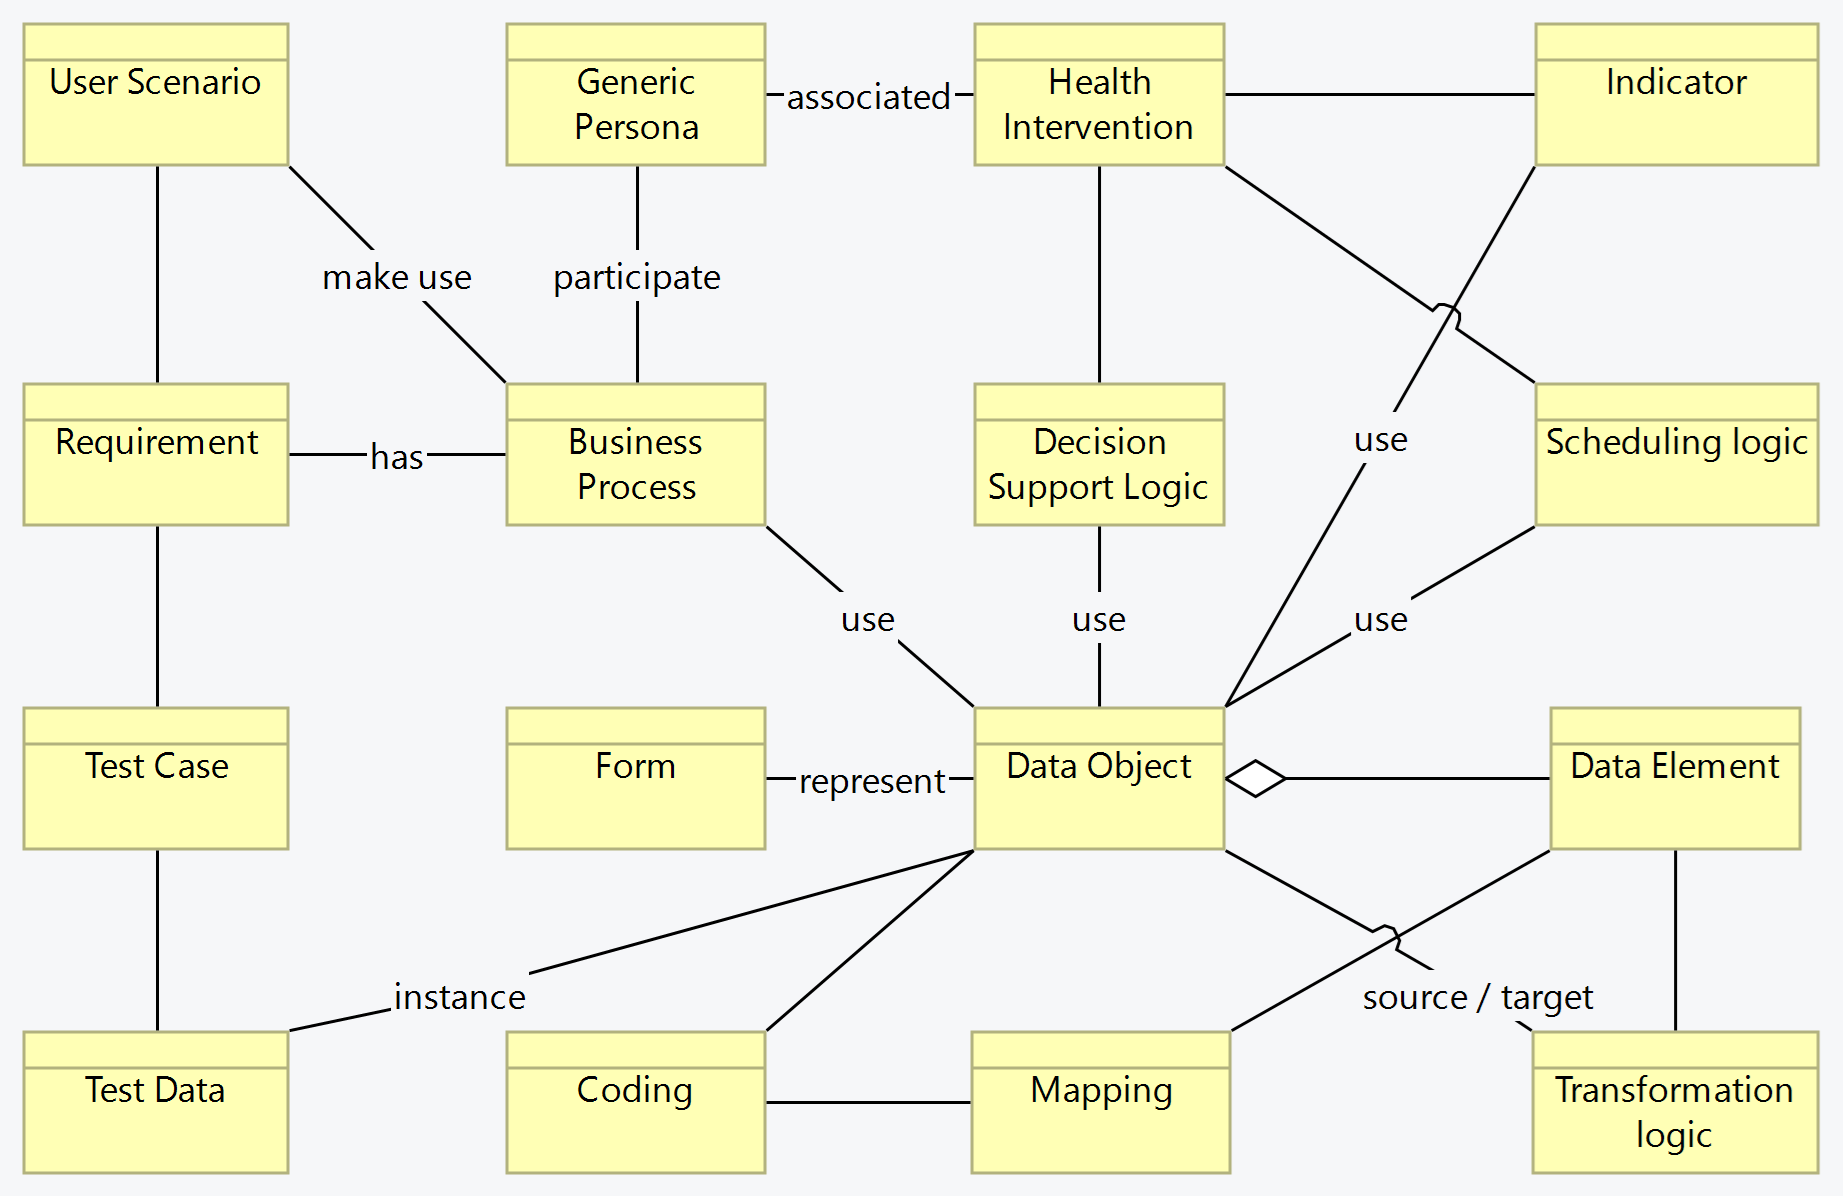 User Scenario
Generic
Persona
associated
Health
Intervention
Indicator
make use
participate
Requirement
has
Business
Process
Decision
Support Logic
use
Scheduling logic
use
use
use
Test Case
Form
represent
Data Object
Data Element
instance
source / target
Test Data
Coding
Mapping
Transformation
logic